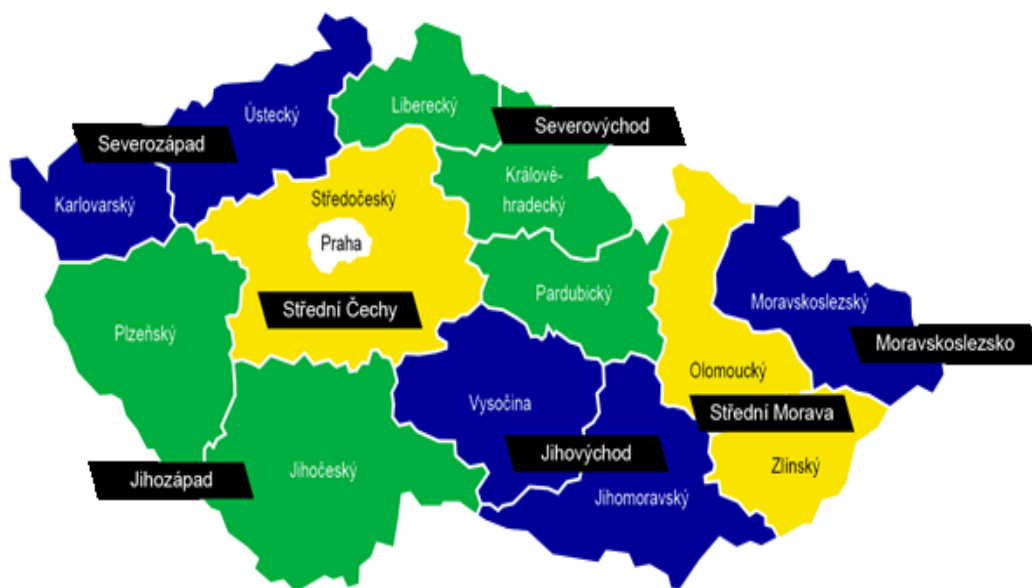 Ústecký
Liberecký
Severovýchod
Severozápad
Karlovarský
Středočeský
Králové-
hradecký
Praha
Pardubický
Střední Čechy
Plzeňský
Moravskoslezský
Moravskoslezsko
Olomoucký
Vysočina
Střední Morava
Jihovýchod
Zlínský
Jihočeský
Jihozápad
Jihomoravský